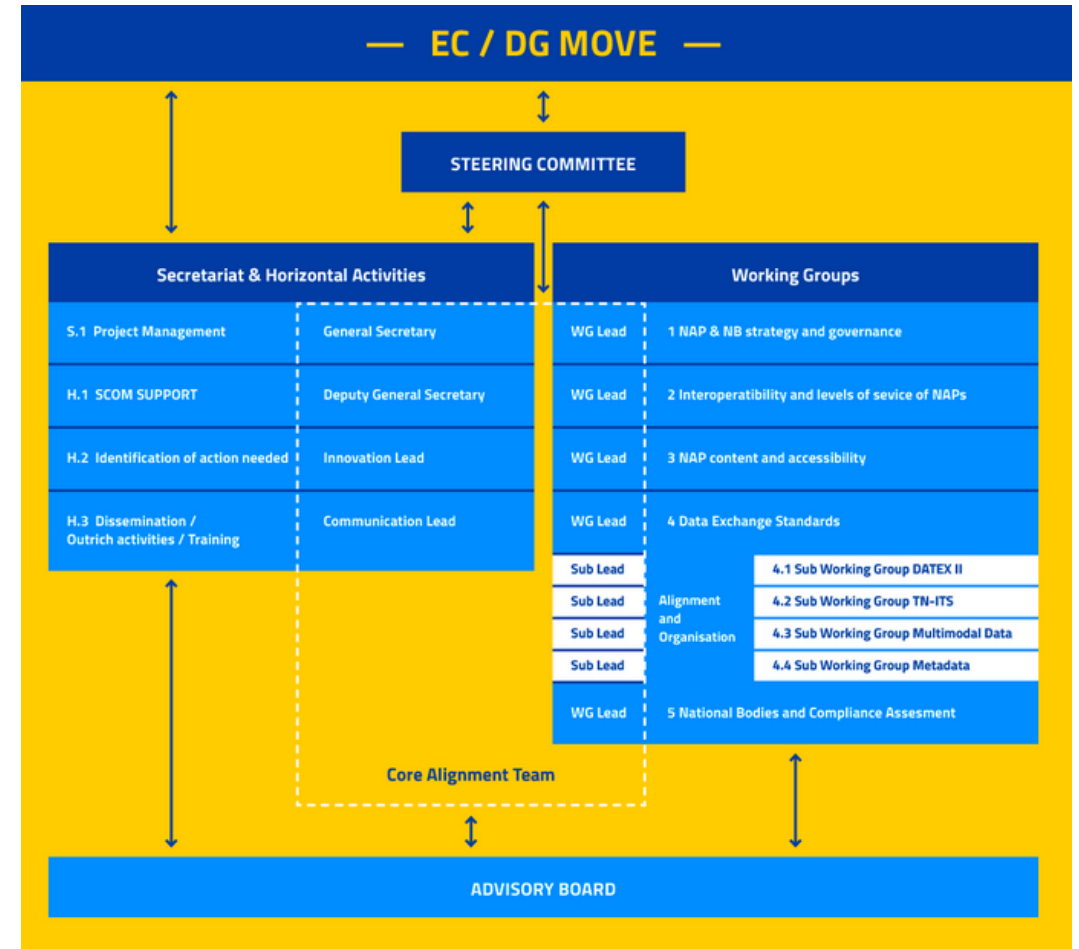 — EC / DG MOVE —
STEERING COMMITTEE
Secretariat & Horizontal Activities
S.1 Project Management
General Secretary
H.1 SCOM SUPPORT
Deputy General Secretary
H.2 Identification of action needed
Innovation Lead
H.3 Dissemination /
Outrich activities / Training
Communication Lead
Working Groups
WG Lead
1 NAP & NB strategy and governance
WG Lead
2 Interoperatibility and levels of sevice of NAPs
WG Lead
3 NAP content and accessibility
WG Lead
4 Data Exchange Standards
Sub Lead
Sub Lead
Sub Lead
Sub Lead
Alignment
and
Organisation
4.1 Sub Working Group DATEX II
4.2 Sub Working Group TN-ITS
4.3 Sub Working Group Multimodal Data
4.4 Sub Working Group Metadata
WG Lead
5 National Bodies and Compliance Assesment
Core Alignment Team
ADVISORY BOARD